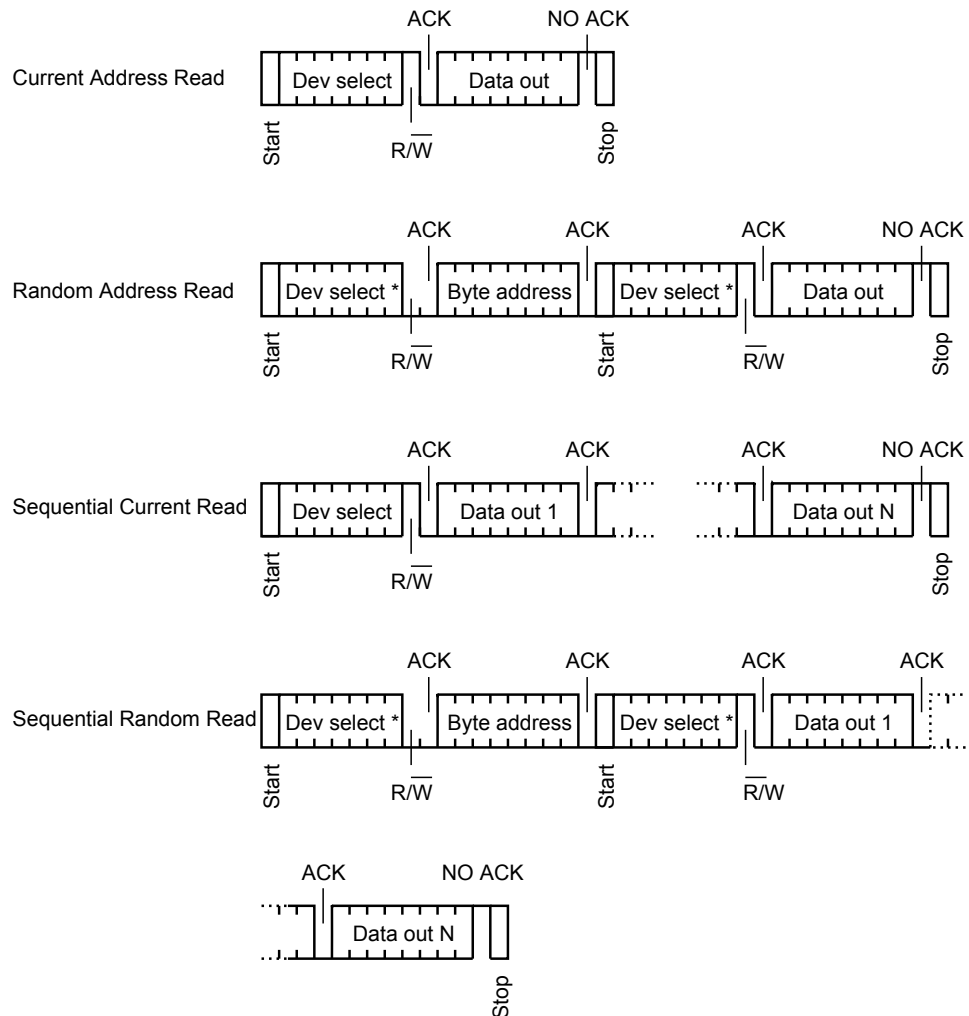 ACK NO ACK
Current Address Read Dev select Data out
Start R/W̅ Stop
ACK ACK ACK NO ACK
Random Address Read Dev select * Byte address Dev select * Data out
Start R/W̅ Start R̅/W Stop
ACK ACK ACK NO ACK
Sequential Current Read Dev select Data out 1 Data out N
Start R/W̅ Stop
ACK ACK ACK ACK
Sequential Random Read Dev select * Byte address Dev select * Data out 1
Start R/W̅ Start R̅/W
ACK NO ACK
Data out N
Stop